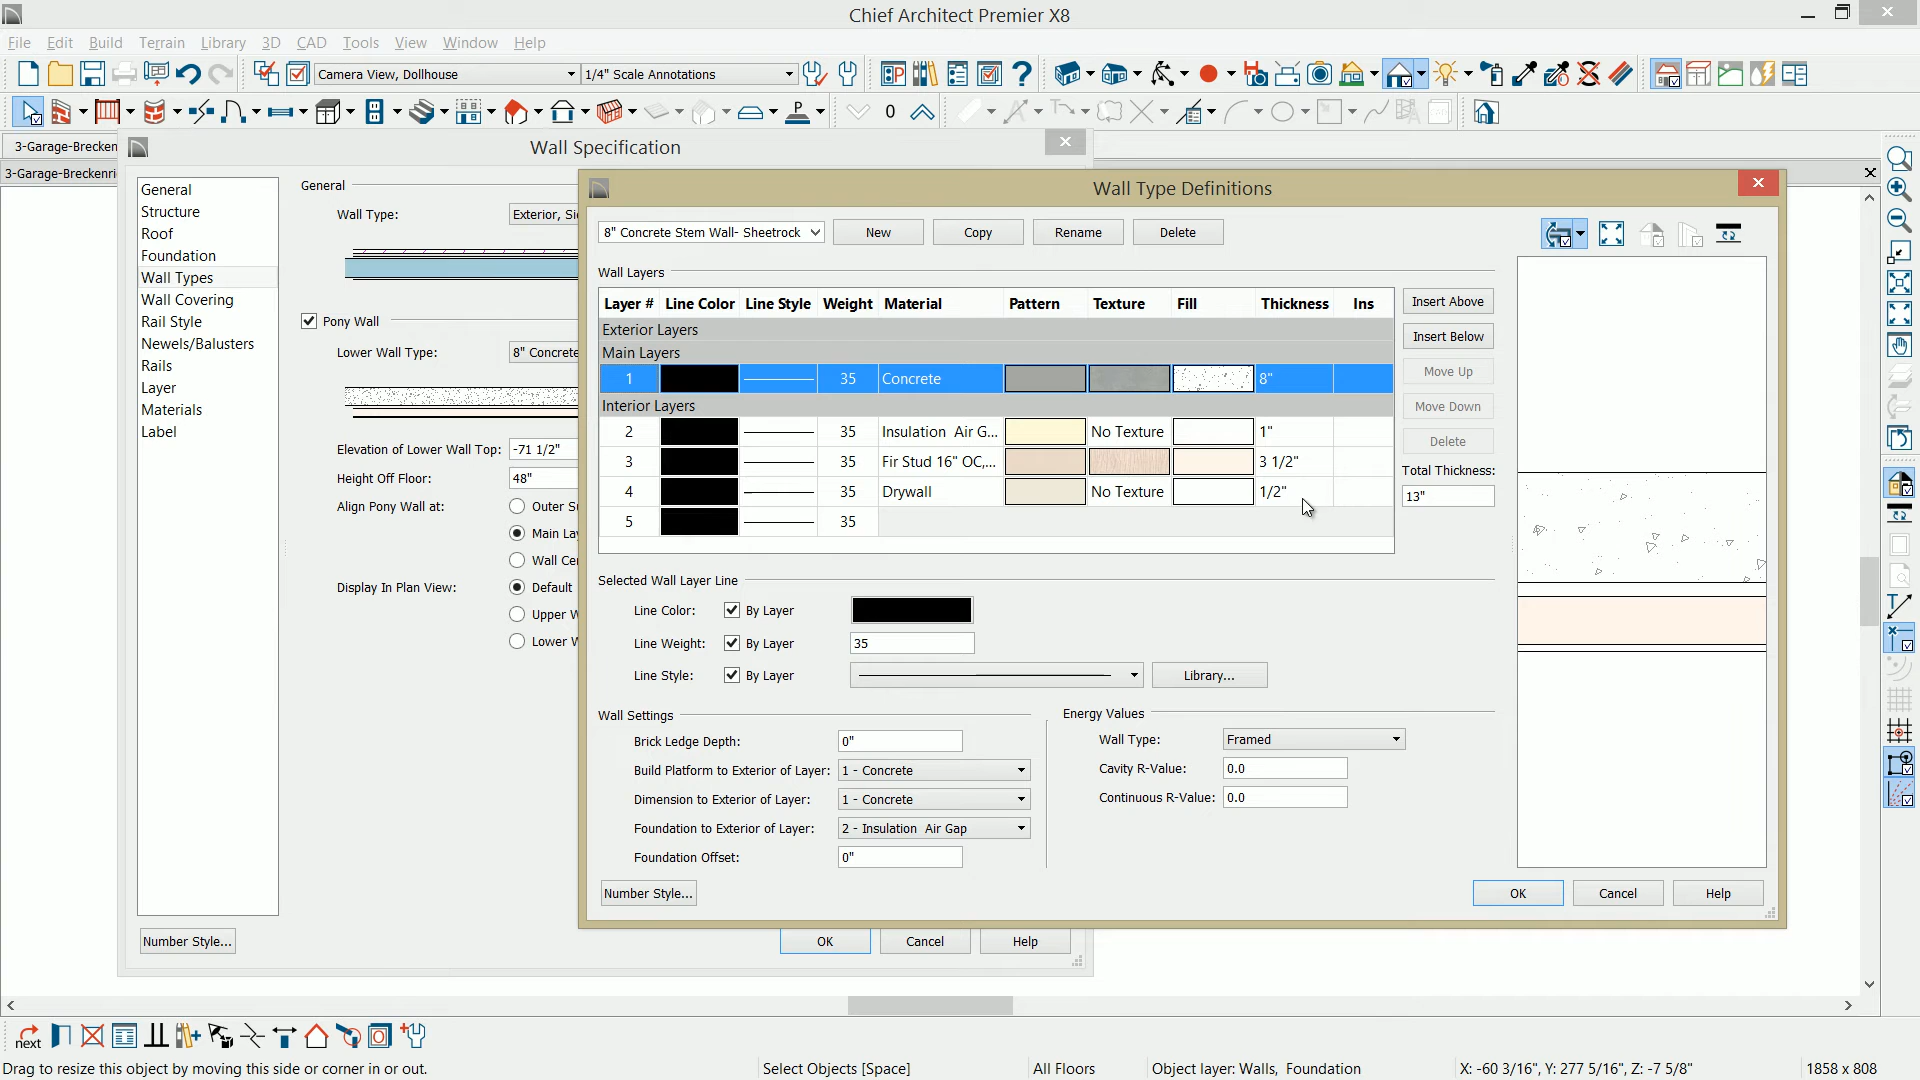 Chief Architect Premier X8
File Edit Build Terrain Library 3D CAD Tools View Window Help
Camera View, Dollhouse
1/4" Scale Annotations
0
3-Garage-Brecken
3-Garage-Breckenri
Wall Specification
General
Structure
Roof
Foundation
Wall Types
Wall Covering
Rail Style
Newels/Balusters
Rails
Layer
Materials
Label
General
Wall Type:
Exterior, Si
Pony Wall
Lower Wall Type:
8" Concrete
Elevation of Lower Wall Top: -71 1/2"
Height Off Floor: 48"
Align Pony Wall at: Outer Su
Main Lay
Wall Cen
Display In Plan View: Default
Upper W
Lower W
Number Style...
OK Cancel Help
Wall Type Definitions
8" Concrete Stem Wall- Sheetrock New Copy Rename Delete
Wall Layers
Layer # Line Color Line Style Weight Material Pattern Texture Fill Thickness Ins
Exterior Layers
Main Layers
1 35 Concrete 8"
Interior Layers
2 35 Insulation Air G... No Texture 1"
3 35 Fir Stud 16" OC,... 3 1/2"
4 35 Drywall No Texture 1/2"
5 35
Insert Above
Insert Below
Move Up
Move Down
Delete
Total Thickness:
13"
Selected Wall Layer Line
Line Color: By Layer
Line Weight: By Layer 35
Line Style: By Layer Library...
Wall Settings
Brick Ledge Depth: 0"
Build Platform to Exterior of Layer: 1 - Concrete
Dimension to Exterior of Layer: 1 - Concrete
Foundation to Exterior of Layer: 2 - Insulation Air Gap
Foundation Offset: 0"
Energy Values
Wall Type: Framed
Cavity R-Value: 0.0
Continuous R-Value: 0.0
Number Style...
OK Cancel Help
next
Drag to resize this object by moving this side or corner in or out.
Select Objects [Space]
All Floors
Object layer: Walls, Foundation
X: -60 3/16", Y: 277 5/16", Z: -7 5/8"
1858 x 808